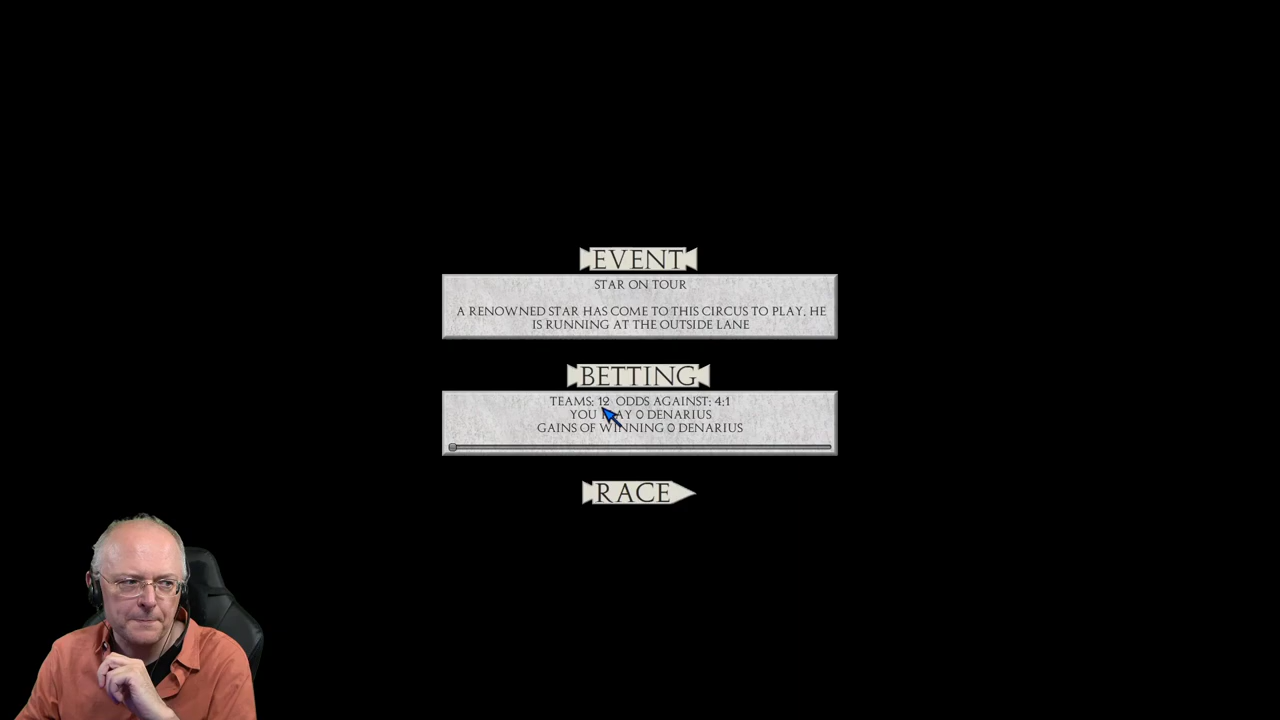 EVENT
STAR ON TOUR
A RENOWNED STAR HAS COME TO THIS CIRCUS TO PLAY. HE
IS RUNNING AT THE OUTSIDE LANE
BETTING
TEAMS: 12 ODDS AGAINST: 4:1
YOU PLAY 0 DENARIUS
GAINS OF WINNING 0 DENARIUS
RACE